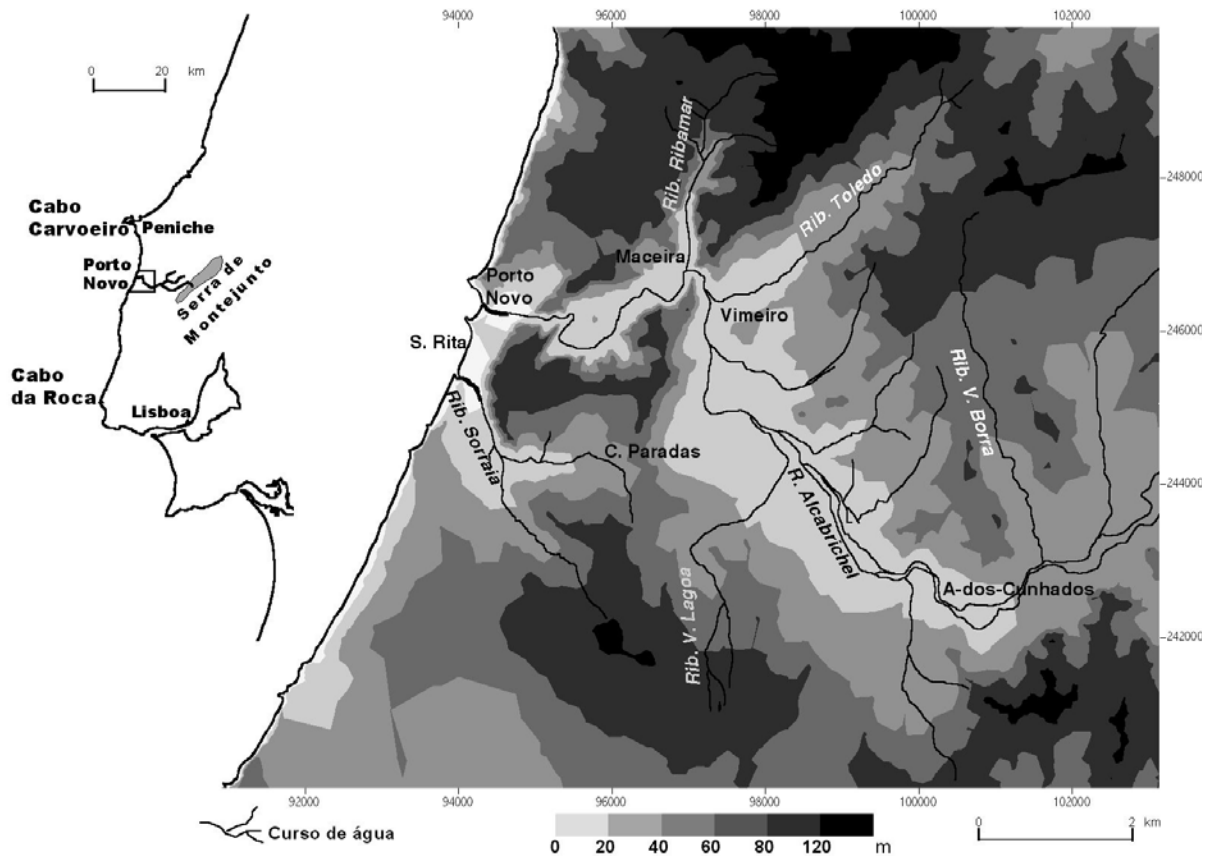 94000 96000 98000 100000 102000
0 20 km
248000
Rib. Ribamar
Rib. Toledo
Cabo
Carvoeiro
Peniche
Porto
Novo
Serra de
Montejunto
Maceira
Porto
Novo
Vimeiro
246000
S. Rita
Cabo
da Roca
Lisboa
Rib. Sorraia
C. Paradas
Rib. V. Borra
244000
R. Alcabrichel
A-dos-Cunhados
Rib. V. Lagoa
242000
92000 94000 96000 98000 100000 102000
Curso de água
0 20 40 60 80 120 m
0 2 km